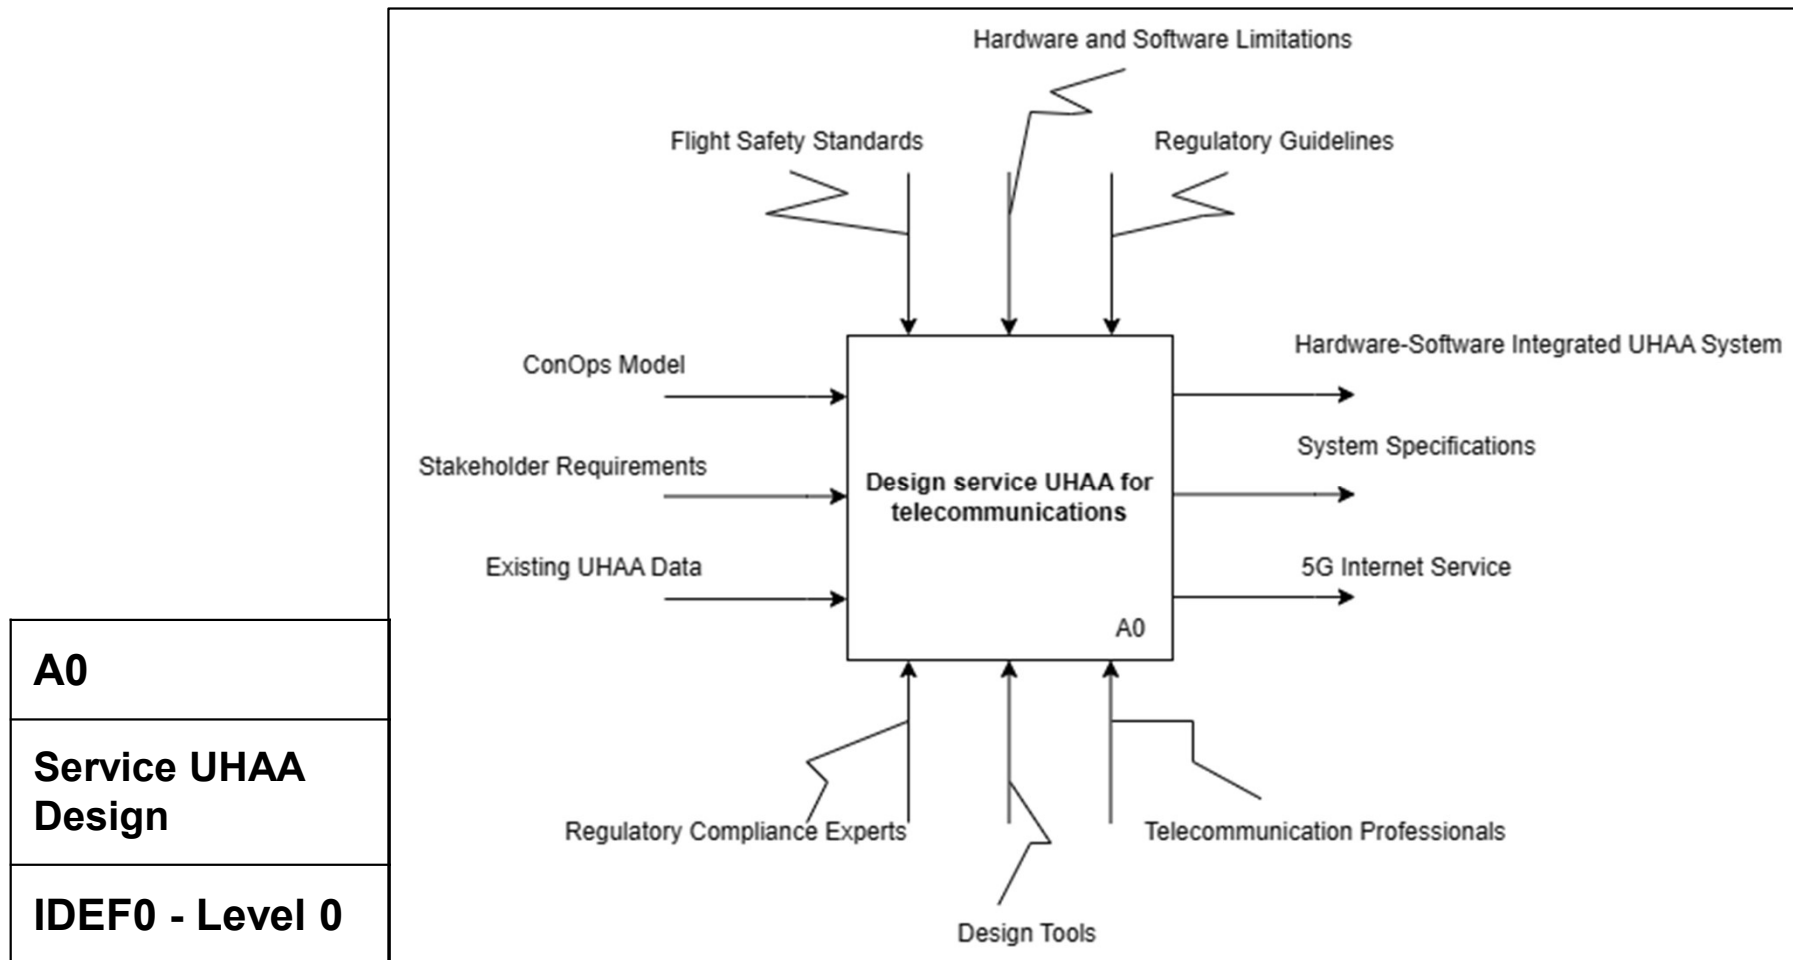 Hardware and Software Limitations
Flight Safety Standards
Regulatory Guidelines
ConOps Model
Hardware-Software Integrated UHAA System
Stakeholder Requirements
System Specifications
Design service UHAA for
telecommunications
Existing UHAA Data
5G Internet Service
A0
Regulatory Compliance Experts
Telecommunication Professionals
Design Tools
A0
Service UHAA
Design
IDEF0 - Level 0